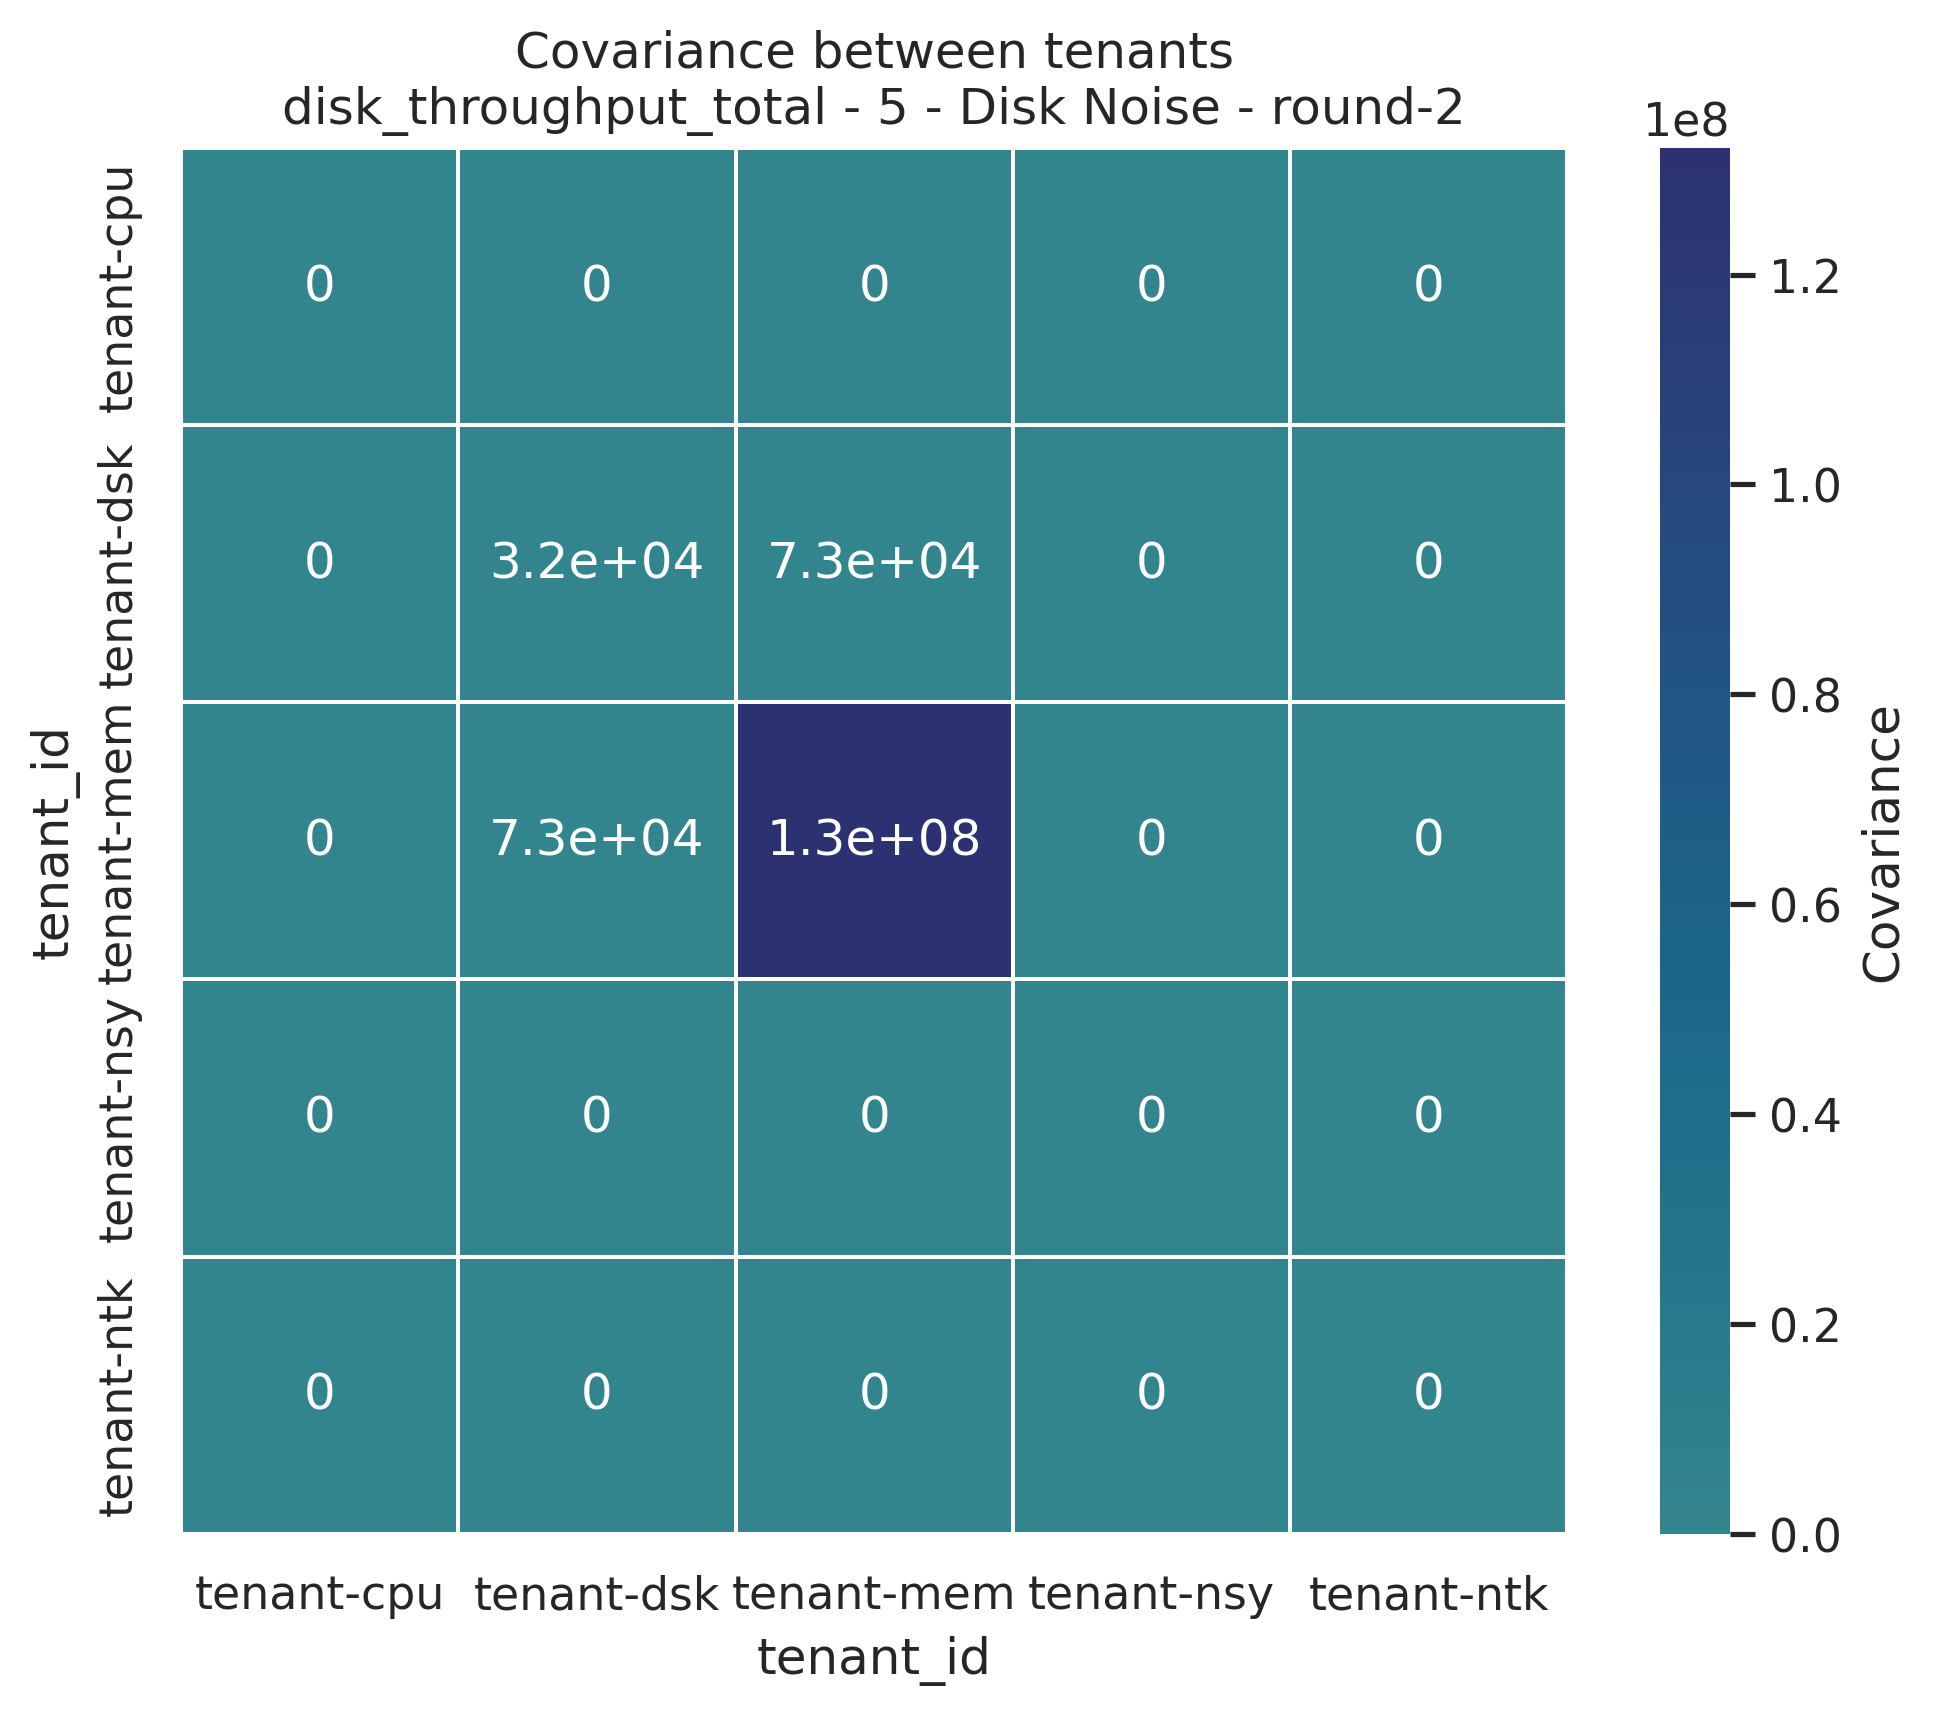 Covariance between tenants
disk_throughput_total - 5 - Disk Noise - round-2
1e8
tenant-cpu
0 0 0 0 0
tenant-dsk
0 3.2e+04 7.3e+04 0 0
tenant-mem
0 7.3e+04 1.3e+08 0 0
tenant-nsy
0 0 0 0 0
tenant-ntk
0 0 0 0 0
tenant_id
tenant-cpu tenant-dsk tenant-mem tenant-nsy tenant-ntk
tenant_id
1.2
1.0
0.8
0.6
0.4
0.2
0.0
Covariance